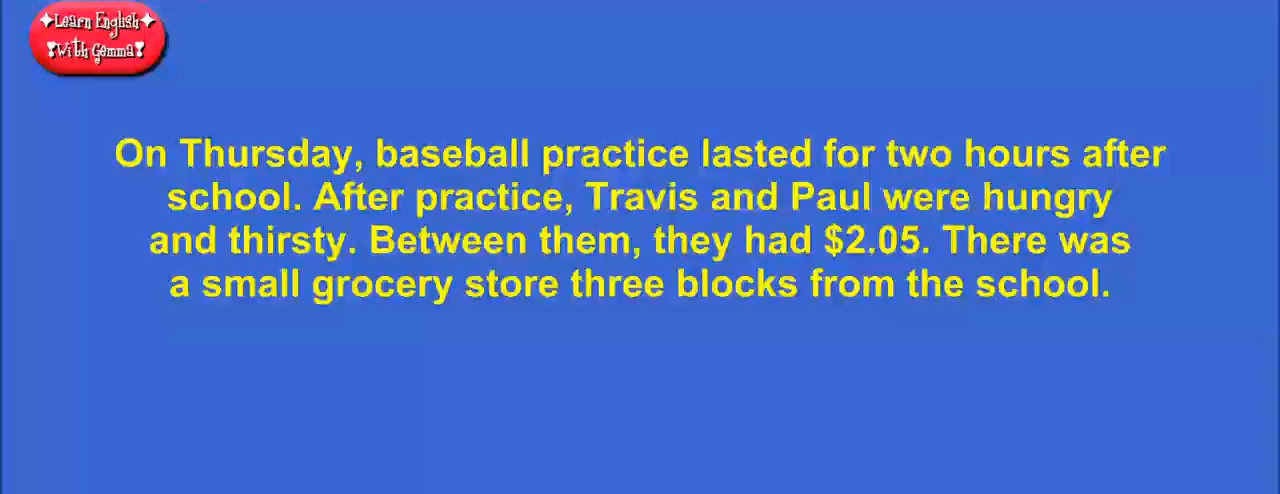 Learn English
With Gemma
On Thursday, baseball practice lasted for two hours after
school. After practice, Travis and Paul were hungry
and thirsty. Between them, they had $2.05. There was
a small grocery store three blocks from the school.